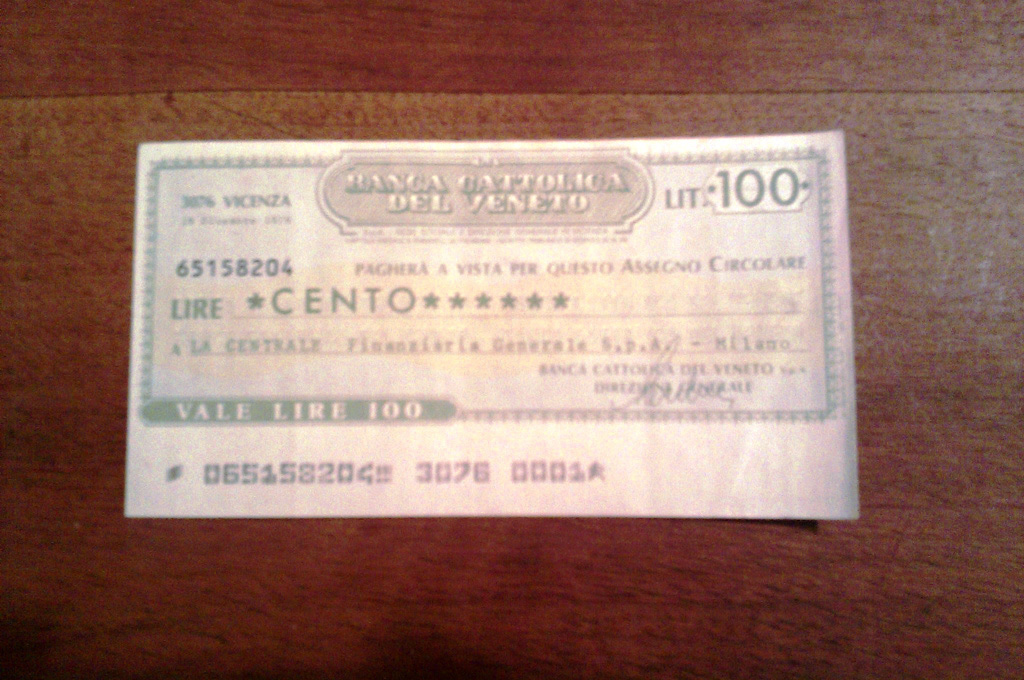 BANCA CATTOLICA
DEL VENETO
3076 VICENZA
LIT. 100
65158204
PAGHERÀ A VISTA PER QUESTO ASSEGNO CIRCOLARE
LIRE *CENTO******
A LA CENTRALE Finanziaria Generale S.p.A. - Milano
BANCA CATTOLICA DEL VENETO S.p.A.
DIREZIONE GENERALE
VALE LIRE 100
065158204 3076 0001